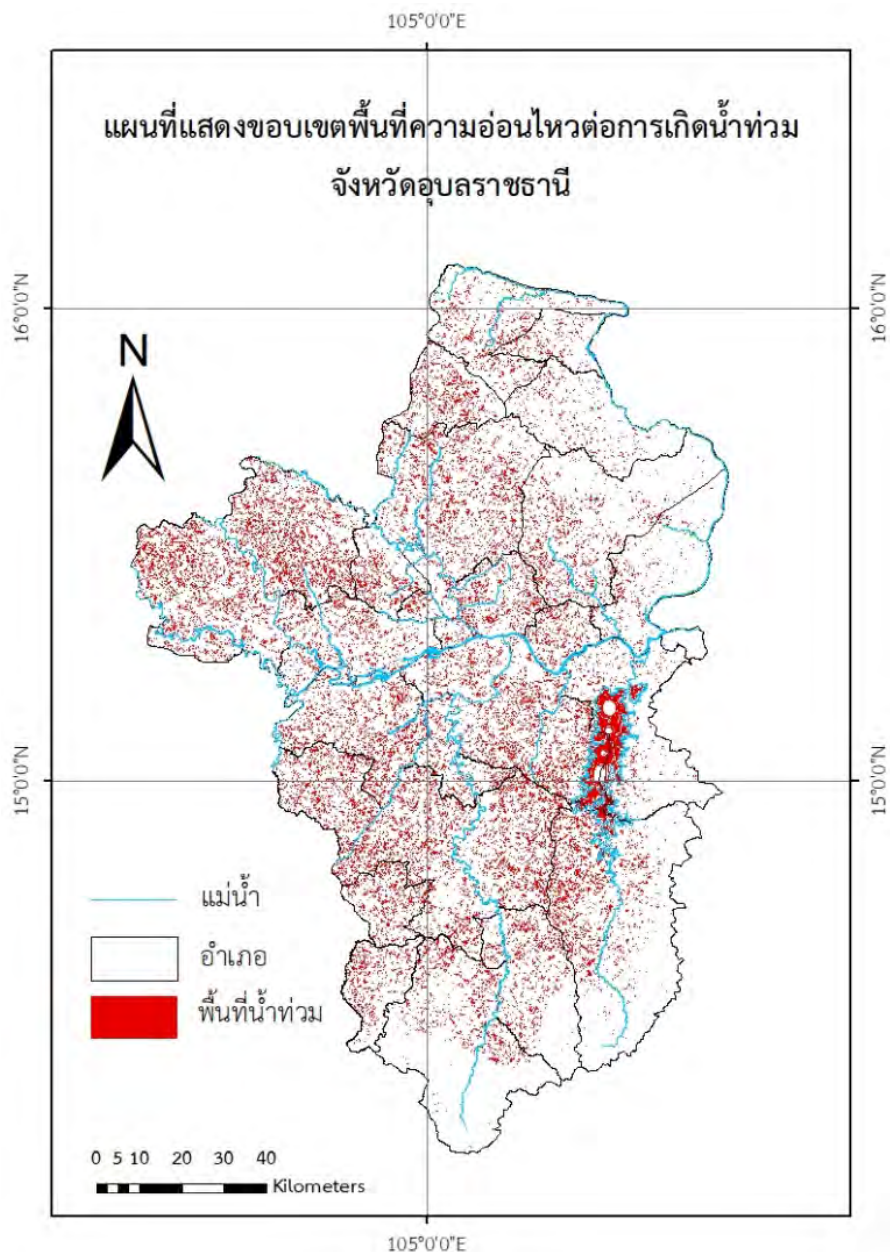 105°0'0"E
แผนที่แสดงขอบเขตพื้นที่ความอ่อนไหวต่อการเกิดน้ำท่วม
จังหวัดอุบลราชธานี
16°0'0"N
16°0'0"N
N
15°0'0"N
15°0'0"N
แม่น้ำ
อำเภอ
พื้นที่น้ำท่วม
0 5 10 20 30 40
Kilometers
105°0'0"E